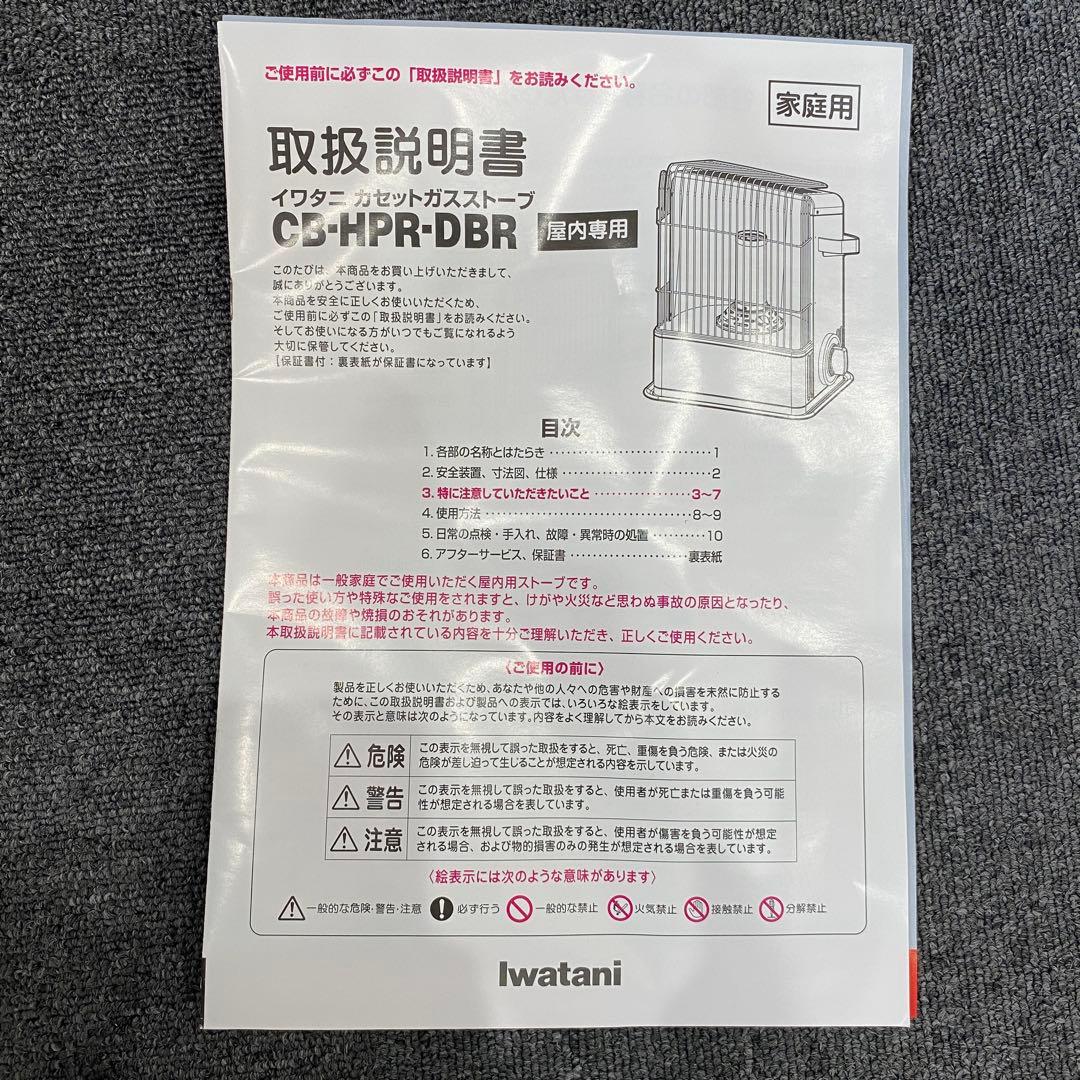 ご使用前に必ずこの「取扱説明書」をお読みください。
家庭用
取扱説明書
イワタニ カセットガスストーブ
CB-HPR-DBR 屋内専用
このたびは、本商品をお買い上げいただきまして、
誠にありがとうございます。
本商品を安全に正しくお使いいただくため、
ご使用前に必ずこの「取扱説明書」をお読みください。
そしてお使いになる方がいつでもご覧になれるよう
大切に保管してください。
【保証書付：裏表紙が保証書になっています】
目次
1. 各部の名称とはたらき ・・・・・・・・・・・・・・・・・・・・・・・・・・ 1
2. 安全装置、寸法図、仕様 ・・・・・・・・・・・・・・・・・・・・・・・・ 2
3. 特に注意していただきたいこと ・・・・・・・・・・・・・・・・・ 3〜7
4. 使用方法 ・・・・・・・・・・・・・・・・・・・・・・・・・・・・・・・・・ 8〜9
5. 日常の点検・手入れ、故障・異常時の処置 ・・・・・・・・・・ 10
6. アフターサービス、保証書 ・・・・・・・・・・・・・・・・・・・・ 裏表紙
本商品は一般家庭でご使用いただく屋内用ストーブです。
誤った使い方や特殊なご使用をされますと、けがや火災など思わぬ事故の原因となったり、
本商品の故障や焼損のおそれがあります。
本取扱説明書に記載されている内容を十分ご理解いただき、正しくご使用ください。
〈ご使用の前に〉
製品を正しくお使いいただくため、あなたや他の人々への危害や財産への損害を未然に防止する
ために、この取扱説明書および製品への表示では、いろいろな絵表示をしています。
その表示と意味は次のようになっています。内容をよく理解してから本文をお読みください。
危険 この表示を無視して誤った取扱をすると、死亡、重傷を負う危険、または火災の
危険が差し迫って生じることが想定される内容を示しています。
警告 この表示を無視して誤った取扱をすると、使用者が死亡または重傷を負う可能
性が想定される場合を表しています。
注意 この表示を無視して誤った取扱をすると、使用者が傷害を負う可能性が想定
される場合、および物的損害のみの発生が想定される場合を表しています。
〈絵表示には次のような意味があります〉
一般的な危険・警告・注意 必ず行う 一般的な禁止 火気禁止 接触禁止 分解禁止
Iwatani